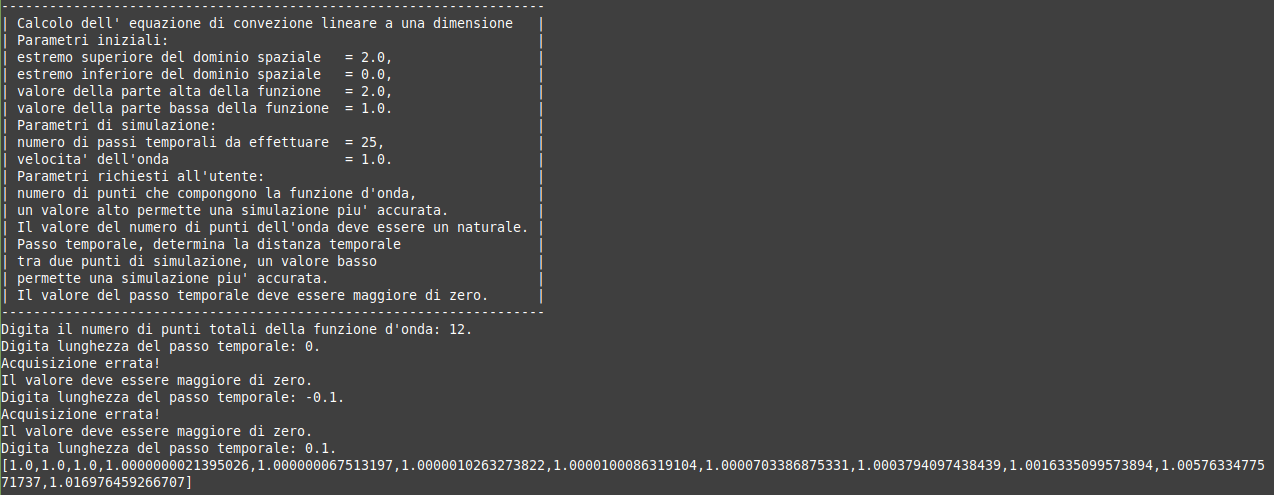 --------------------------------------------------------------------
| Calcolo dell' equazione di convezione lineare a una dimensione   |
| Parametri iniziali:                                              |
| estremo superiore del dominio spaziale   = 2.0,                  |
| estremo inferiore del dominio spaziale   = 0.0,                  |
| valore della parte alta della funzione   = 2.0,                  |
| valore della parte bassa della funzione  = 1.0.                  |
| Parametri di simulazione:                                        |
| numero di passi temporali da effettuare  = 25,                   |
| velocita' dell'onda                      = 1.0.                  |
| Parametri richiesti all'utente:                                  |
| numero di punti che compongono la funzione d'onda,               |
| un valore alto permette una simulazione piu' accurata.           |
| Il valore del numero di punti dell'onda deve essere un naturale. |
| Passo temporale, determina la distanza temporale                 |
| tra due punti di simulazione, un valore basso                    |
| permette una simulazione piu' accurata.                          |
| Il valore del passo temporale deve essere maggiore di zero.      |
--------------------------------------------------------------------
Digita il numero di punti totali della funzione d'onda: 12.
Digita lunghezza del passo temporale: 0.
Acquisizione errata!
Il valore deve essere maggiore di zero.
Digita lunghezza del passo temporale: -0.1.
Acquisizione errata!
Il valore deve essere maggiore di zero.
Digita lunghezza del passo temporale: 0.1.
[1.0,1.0,1.0,1.0000000021395026,1.000000067513197,1.0000010263273822,1.0000100863​19104,1.0000703386875331,1.0003794097438439,1.0016335099573894,1.00576334775
71737,1.016976459266707]